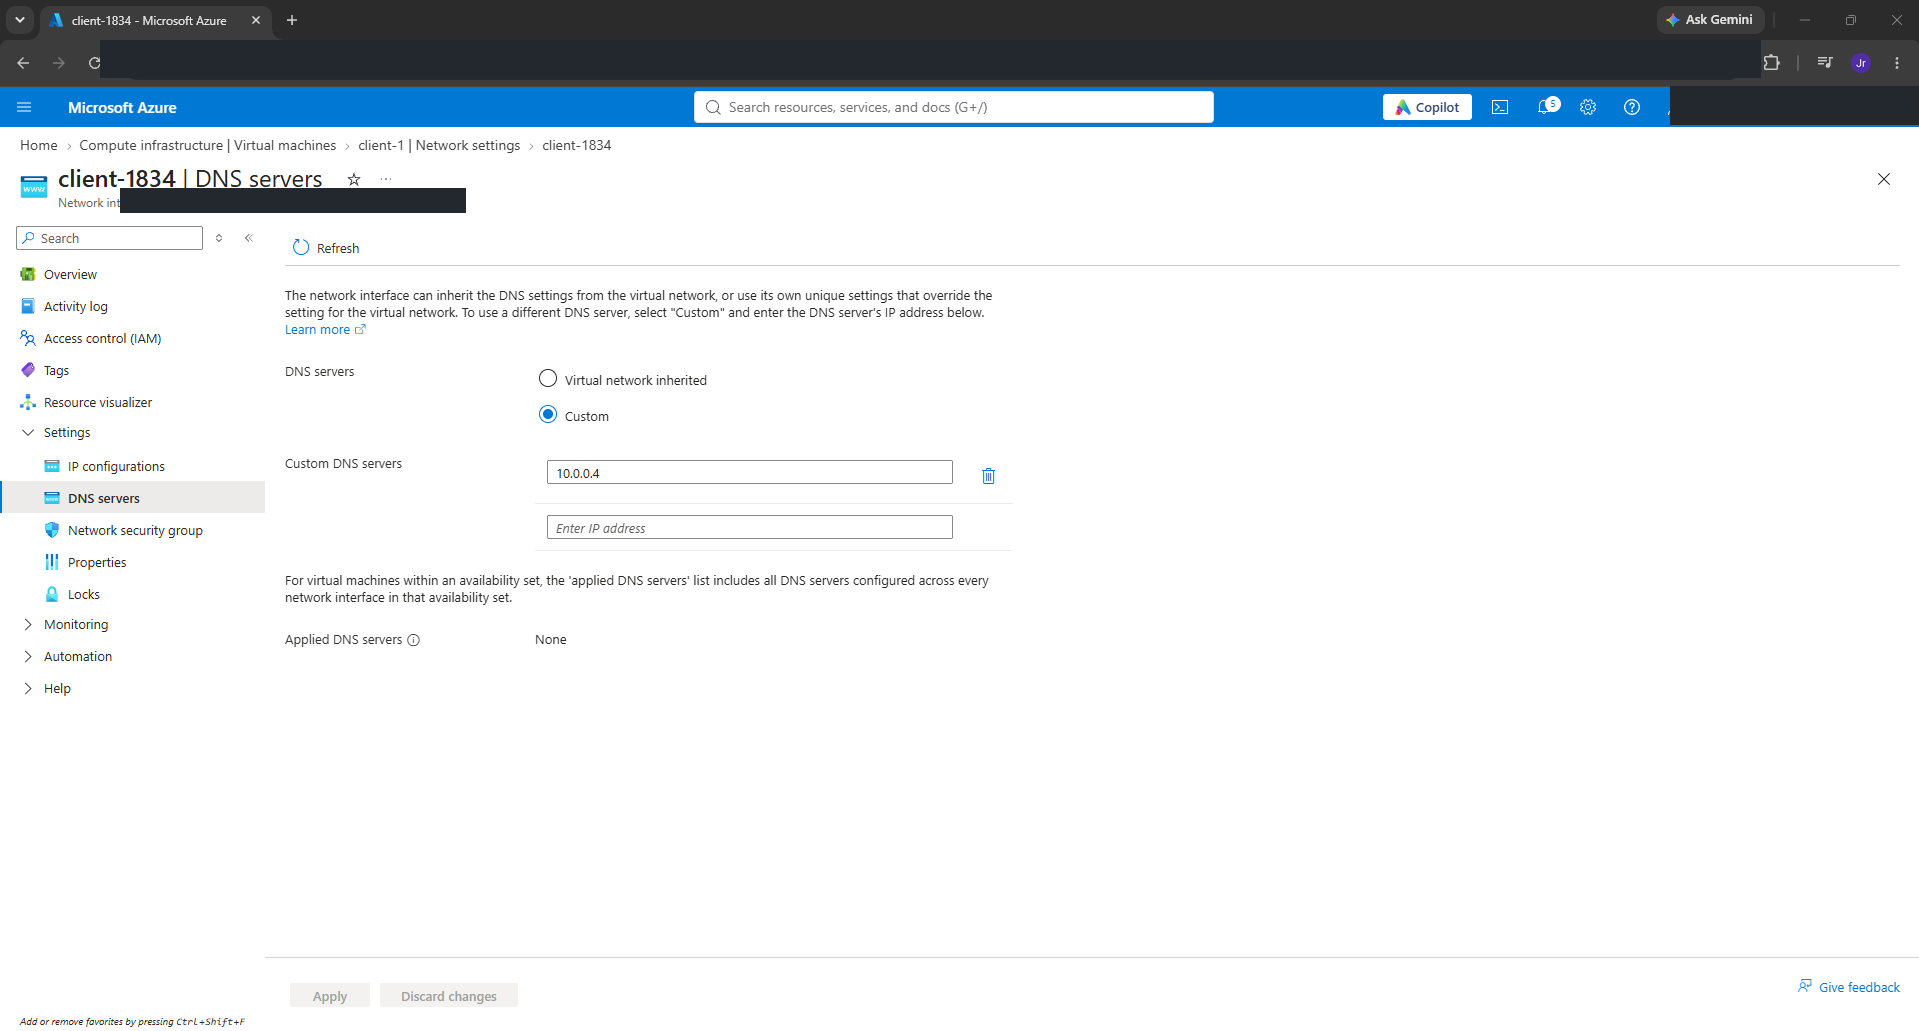 client-1834 - Microsoft Azure
Ask Gemini
Jr
Microsoft Azure
Search resources, services, and docs (G+/)
Copilot
5
Home > Compute infrastructure | Virtual machines > client-1 | Network settings > client-1834
client-1834 | DNS servers
Network int
Search
Refresh
Overview
Activity log
Access control (IAM)
Tags
Resource visualizer
Settings
IP configurations
DNS servers
Network security group
Properties
Locks
Monitoring
Automation
Help
The network interface can inherit the DNS settings from the virtual network, or use its own unique settings that override the
setting for the virtual network. To use a different DNS server, select "Custom" and enter the DNS server's IP address below.
Learn more
DNS servers
Virtual network inherited
Custom
Custom DNS servers
10.0.0.4
Enter IP address
For virtual machines within an availability set, the 'applied DNS servers' list includes all DNS servers configured across every
network interface in that availability set.
Applied DNS servers
None
Apply
Discard changes
Give feedback
Add or remove favorites by pressing Ctrl+Shift+F